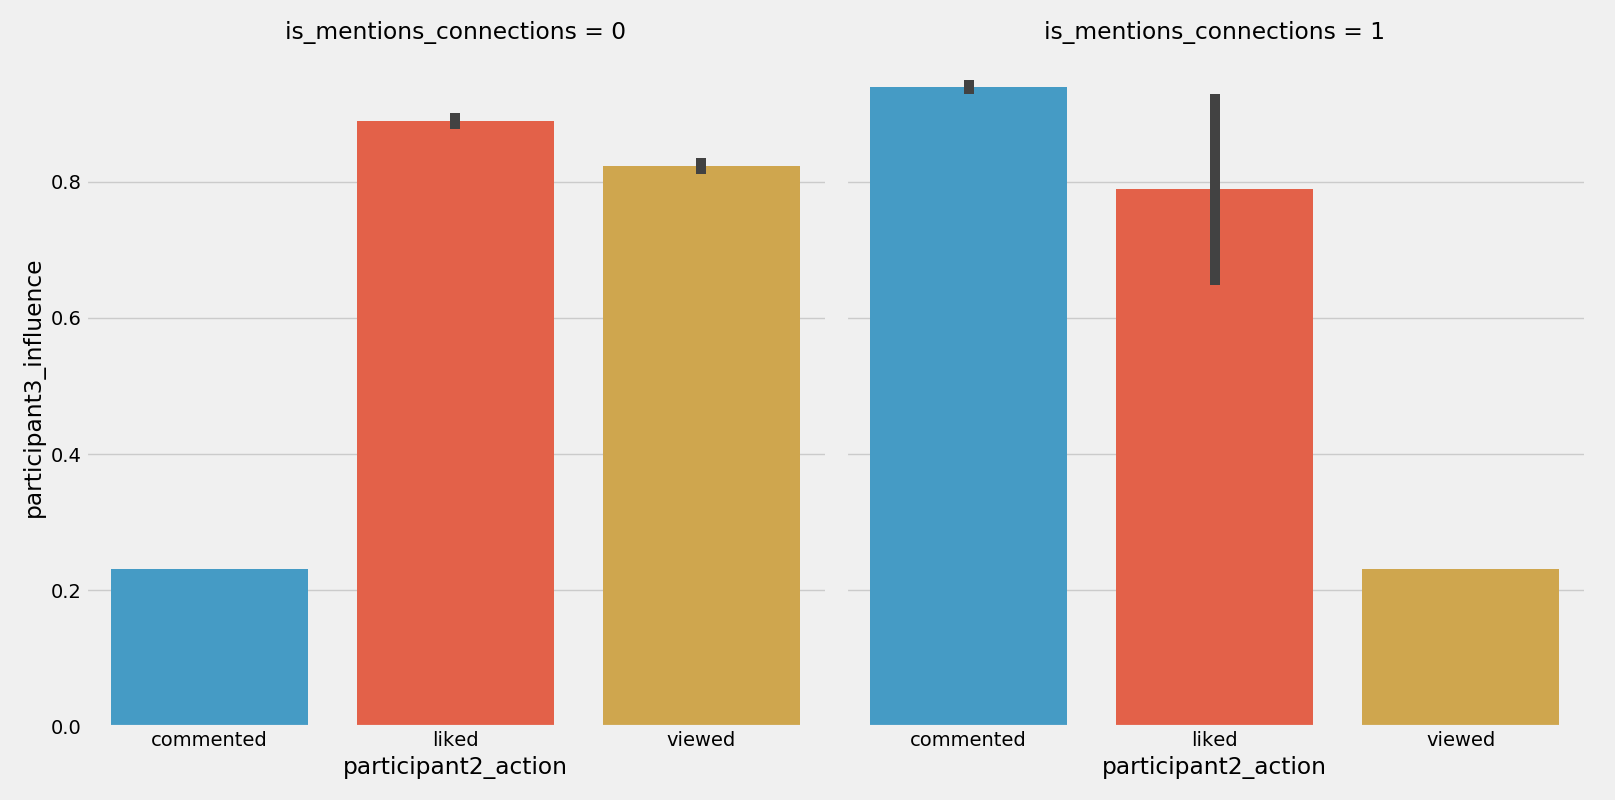 is_mentions_connections = 0
is_mentions_connections = 1
participant3_influence
0.8
0.6
0.4
0.2
0.0
commented liked viewed
commented liked viewed
participant2_action
participant2_action